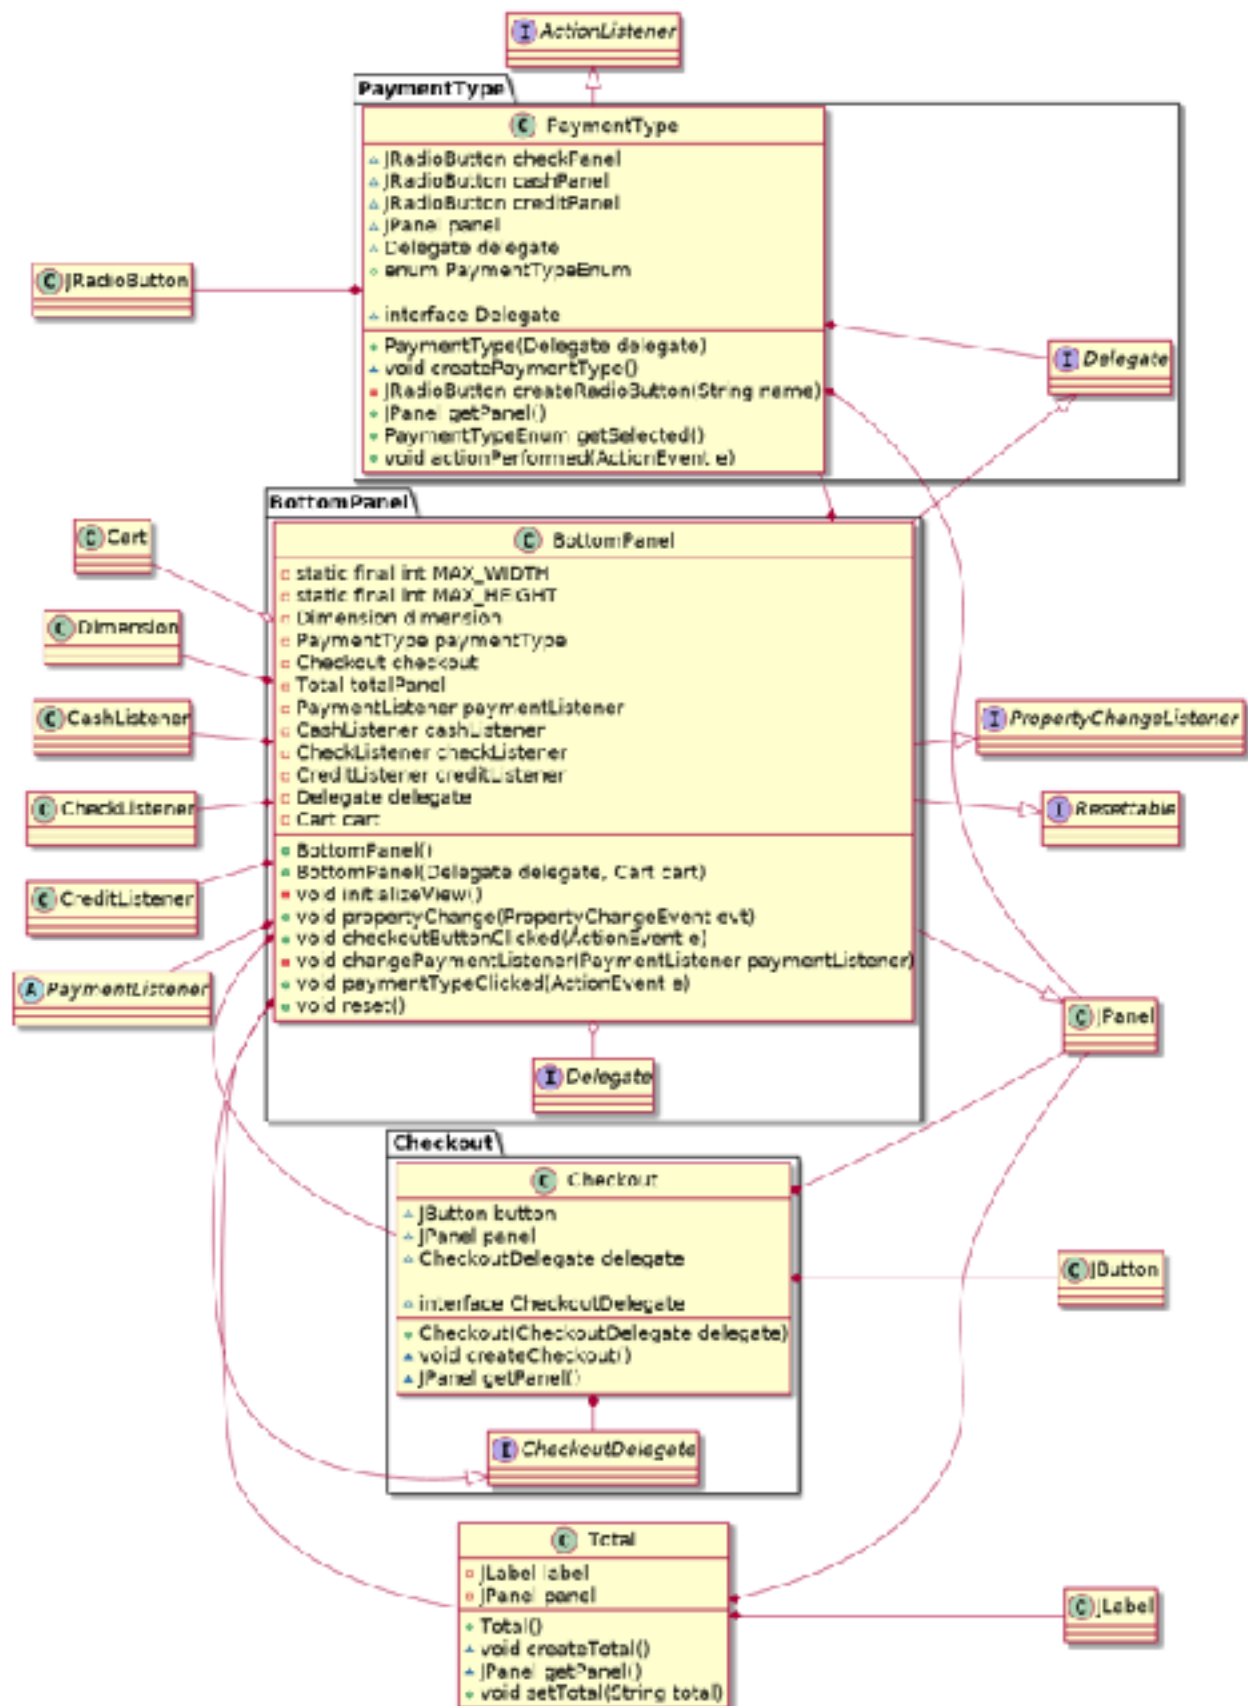 I ActionListener
PaymentType
C PaymentType
JRadioButton checkPanel
JRadioButton cashPanel
JRadioButton creditPanel
JPanel panel
Delegate delegate
enum PaymentTypeEnum
interface Delegate
PaymentType(Delegate delegate)
void createPaymentType()
JRadioButton createRadioButton(String name)
JPanel getPanel()
PaymentTypeEnum getSelected()
void actionPerformed(ActionEvent e)
C JRadioButton
I Delegate
BottomPanel
C BottomPanel
static final int MAX_WIDTH
static final int MAX_HEIGHT
Dimension dimension
PaymentType paymentType
Checkout checkout
Total totalPanel
PaymentListener paymentListener
CashListener cashListener
CheckListener checkListener
CreditListener creditListener
Delegate delegate
Cart cart
BottomPanel()
BottomPanel(Delegate delegate, Cart cart)
void initializeView()
void propertyChange(PropertyChangeEvent evt)
void checkoutButtonClicked(ActionEvent e)
void changePaymentListener(PaymentListener paymentListener)
void paymentTypeClicked(ActionEvent e)
void reset()
C Cart
C Dimension
C CashListener
C CheckListener
C CreditListener
A PaymentListener
I PropertyChangeListener
I Resettable
C JPanel
I Delegate
Checkout
C Checkout
JButton button
JPanel panel
CheckoutDelegate delegate
interface CheckoutDelegate
Checkout(CheckoutDelegate delegate)
void createCheckout()
JPanel getPanel()
C JButton
I CheckoutDelegate
C Total
JLabel label
JPanel panel
Total()
void createTotal()
JPanel getPanel()
void setTotal(String total)
C JLabel